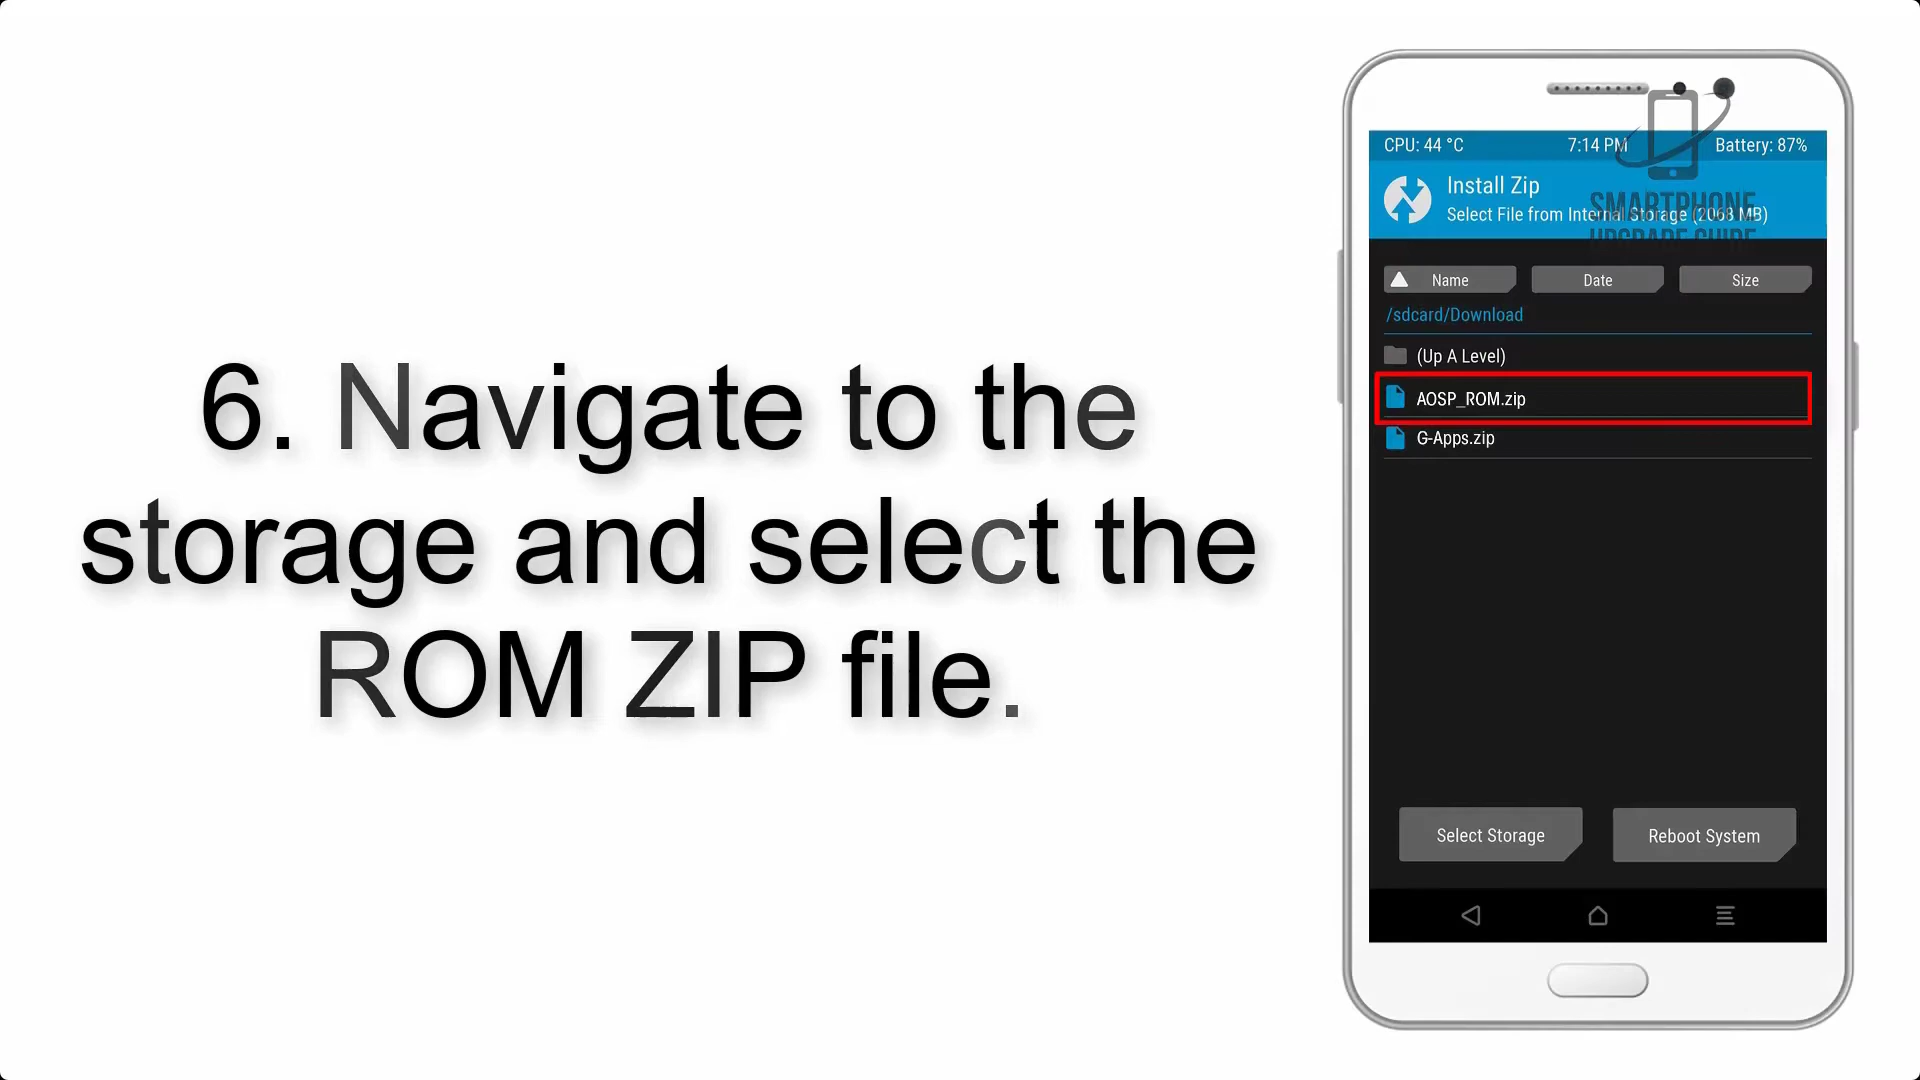 6. Navigate to the
storage and select the
ROM ZIP file.
CPU: 44 °C 7:14 PM Battery: 87%
Install Zip
Select File from Internal Storage (2068 MB)
SMARTPHONE
UPGRADE GUIDE
Name Date Size
/sdcard/Download
(Up A Level)
AOSP_ROM.zip
G-Apps.zip
Select Storage Reboot System